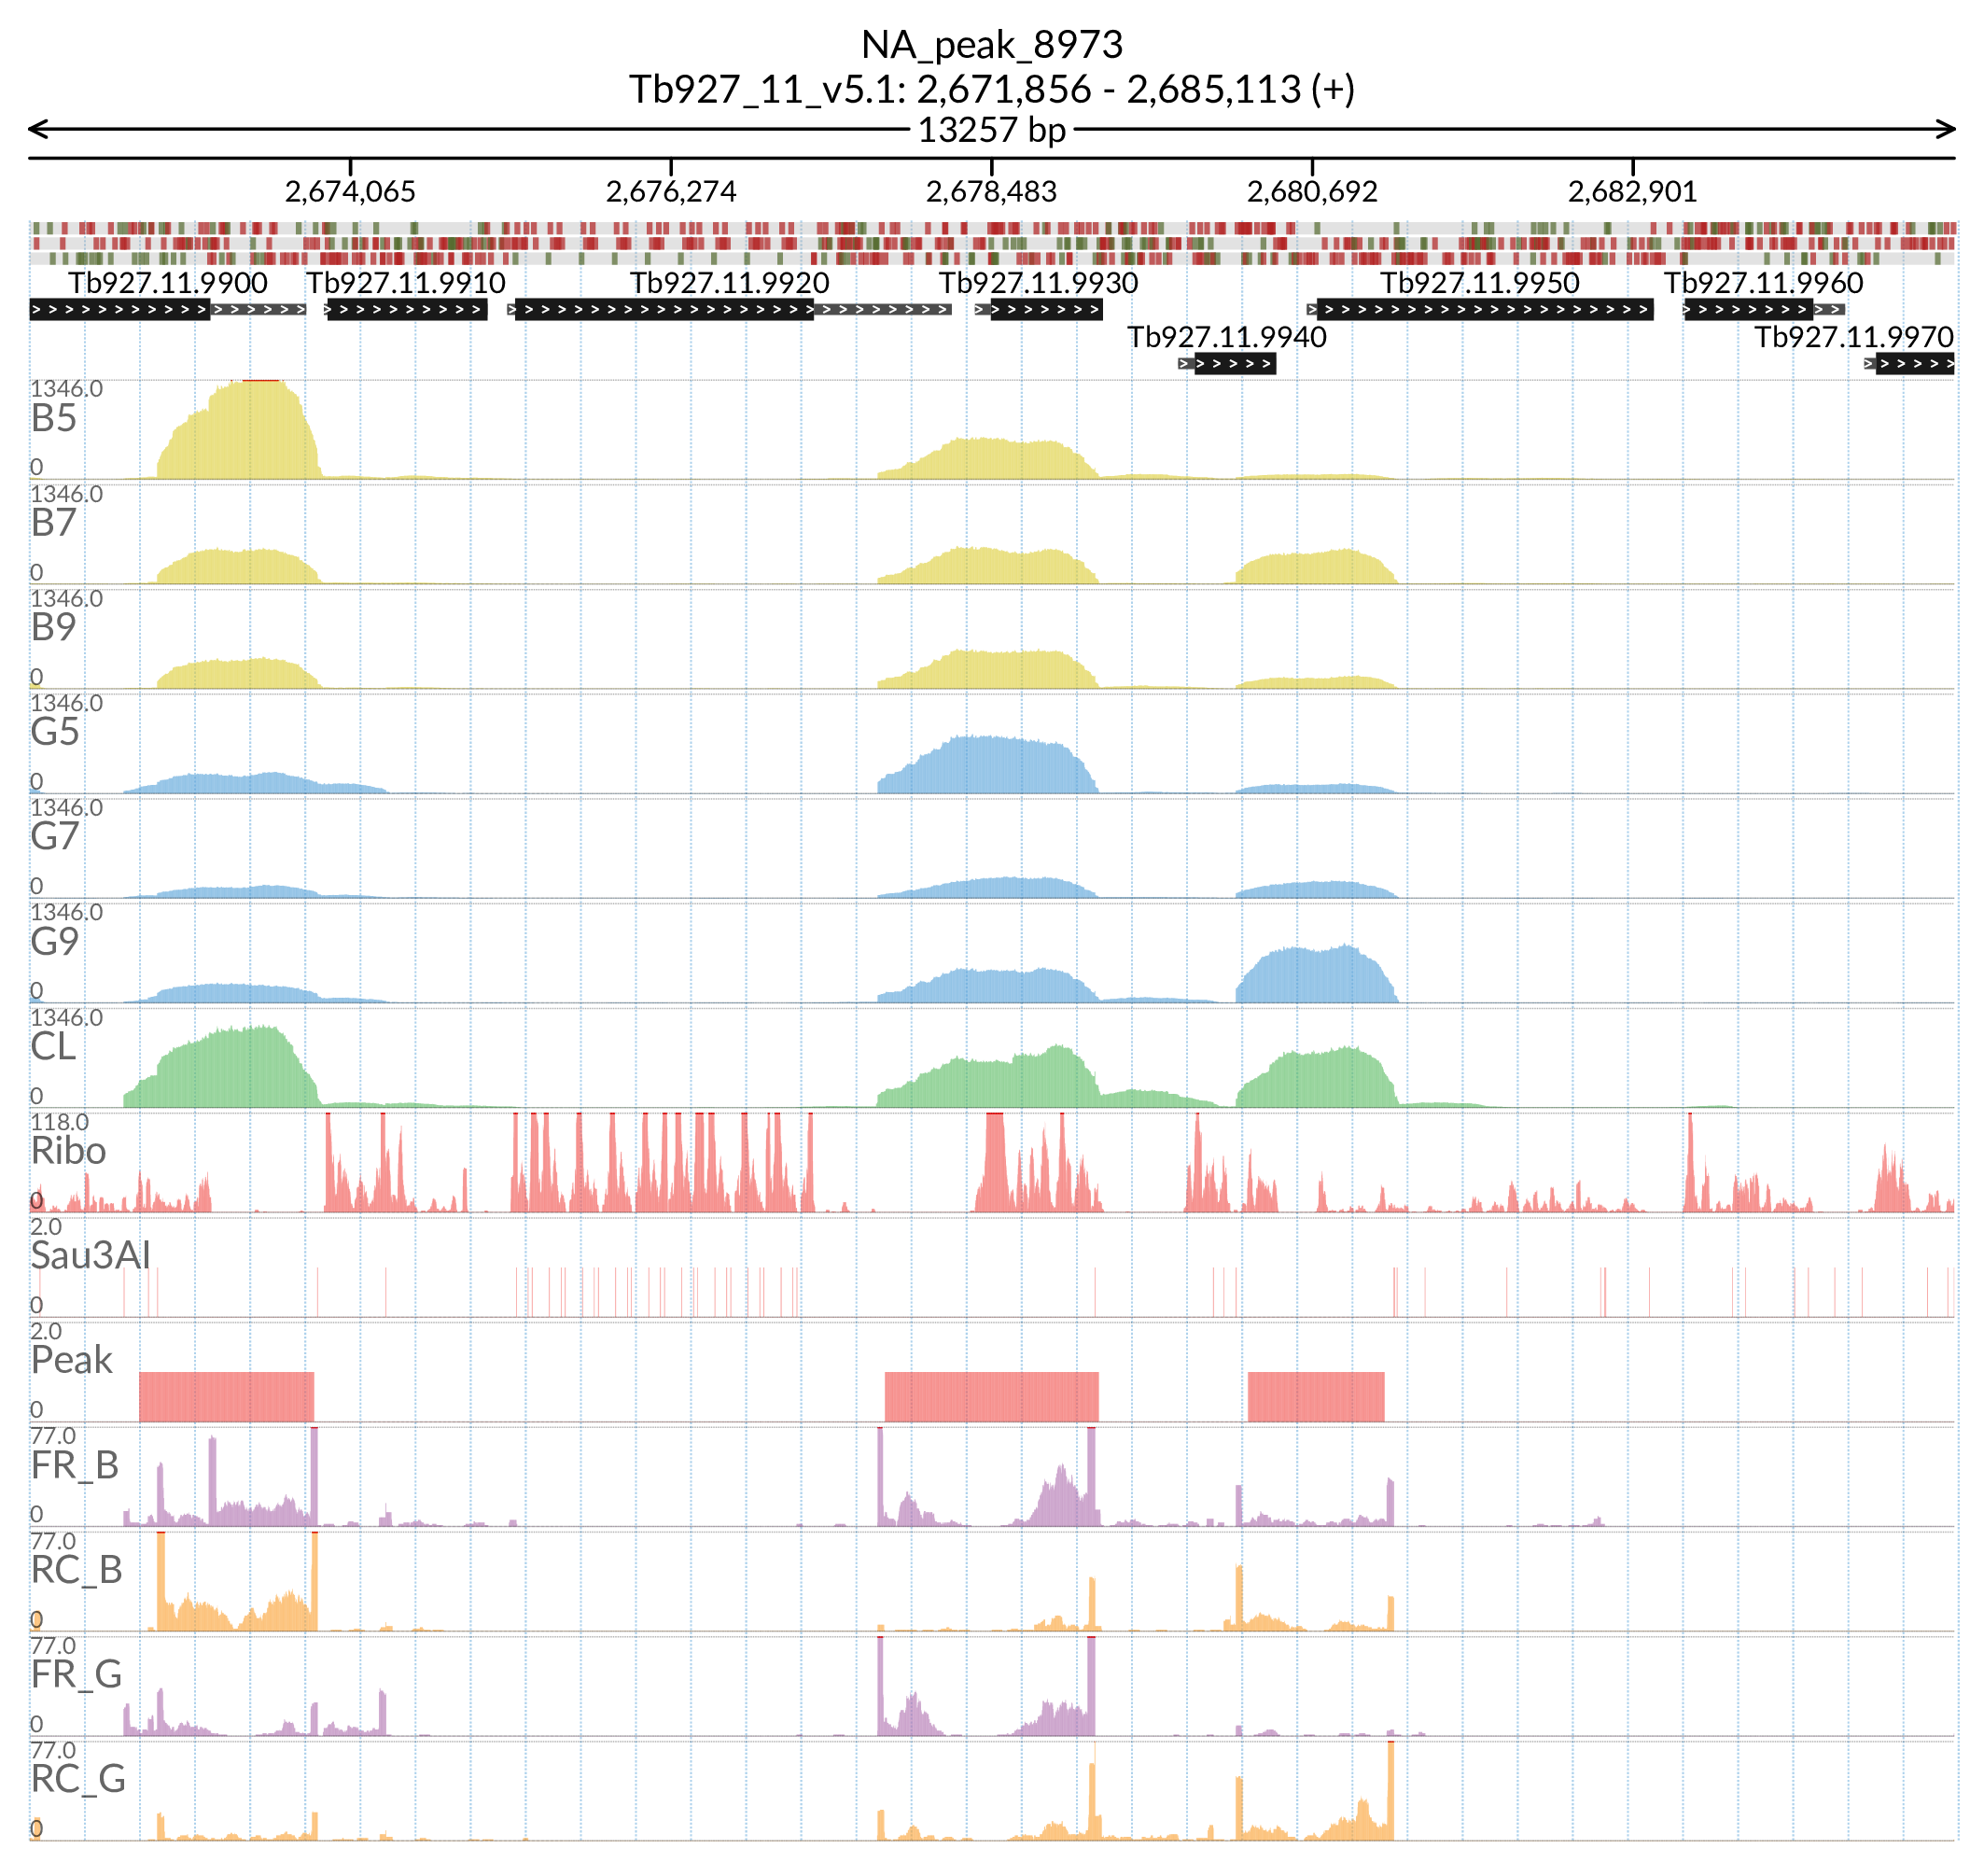 NA_peak_8973
Tb927_11_v5.1: 2,671,856 - 2,685,113 (+)
13257 bp
2,674,065 2,676,274 2,678,483 2,680,692 2,682,901
Tb927.11.9900 Tb927.11.9910 Tb927.11.9920 Tb927.11.9930 Tb927.11.9950 Tb927.11.9960
Tb927.11.9940 Tb927.11.9970
1346.0
B5
0
1346.0
B7
0
1346.0
B9
0
1346.0
G5
0
1346.0
G7
0
1346.0
G9
0
1346.0
CL
0
118.0
Ribo
0
2.0
Sau3AI
0
2.0
Peak
0
77.0
FR_B
0
77.0
RC_B
0
77.0
FR_G
0
77.0
RC_G
0